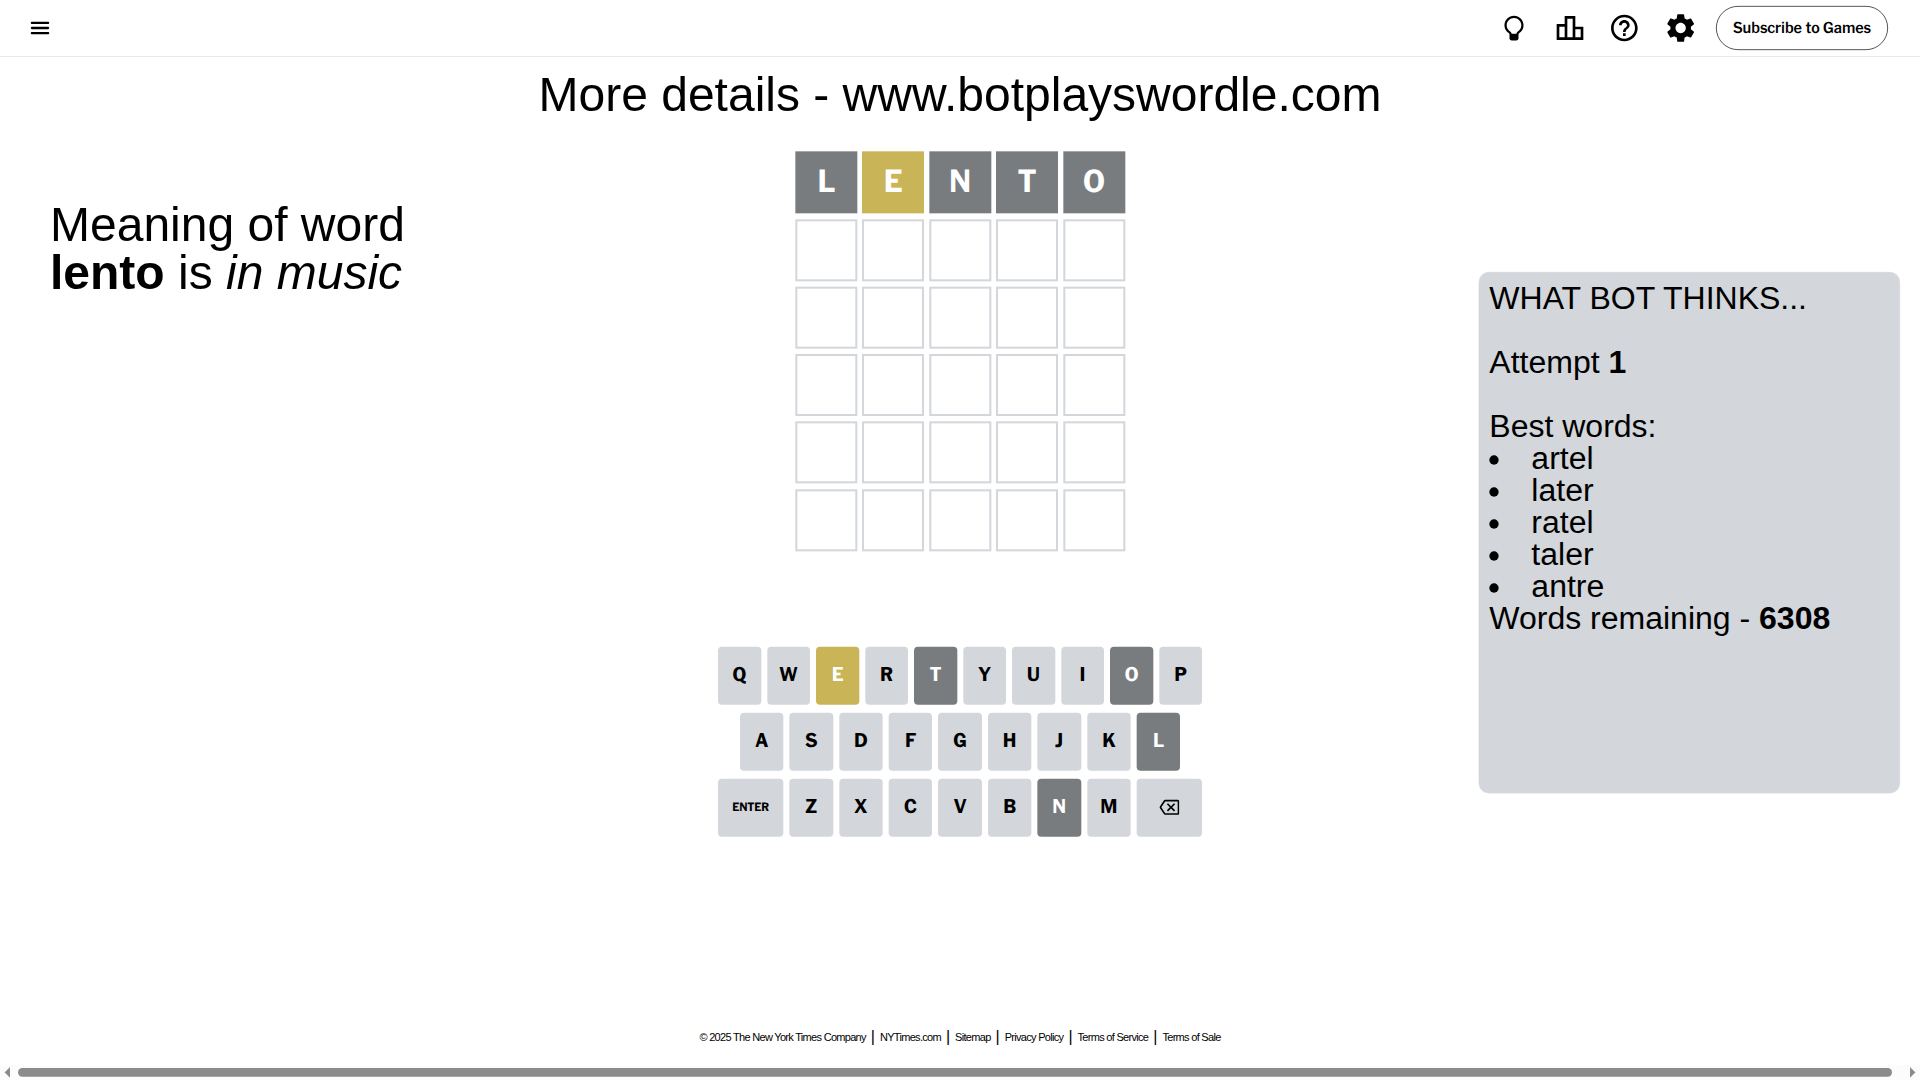 Subscribe to Games
More details - www.botplayswordle.com
LENTO
Meaning of word
lento is in music
WHAT BOT THINKS...
Attempt 1
Best words:
• artel
• later
• ratel
• taler
• antre
Words remaining - 6308
Q W E R T Y U I O P
A S D F G H J K L
ENTER Z X C V B N M
© 2025 The New York Times Company | NYTimes.com | Sitemap | Privacy Policy | Terms of Service | Terms of Sale